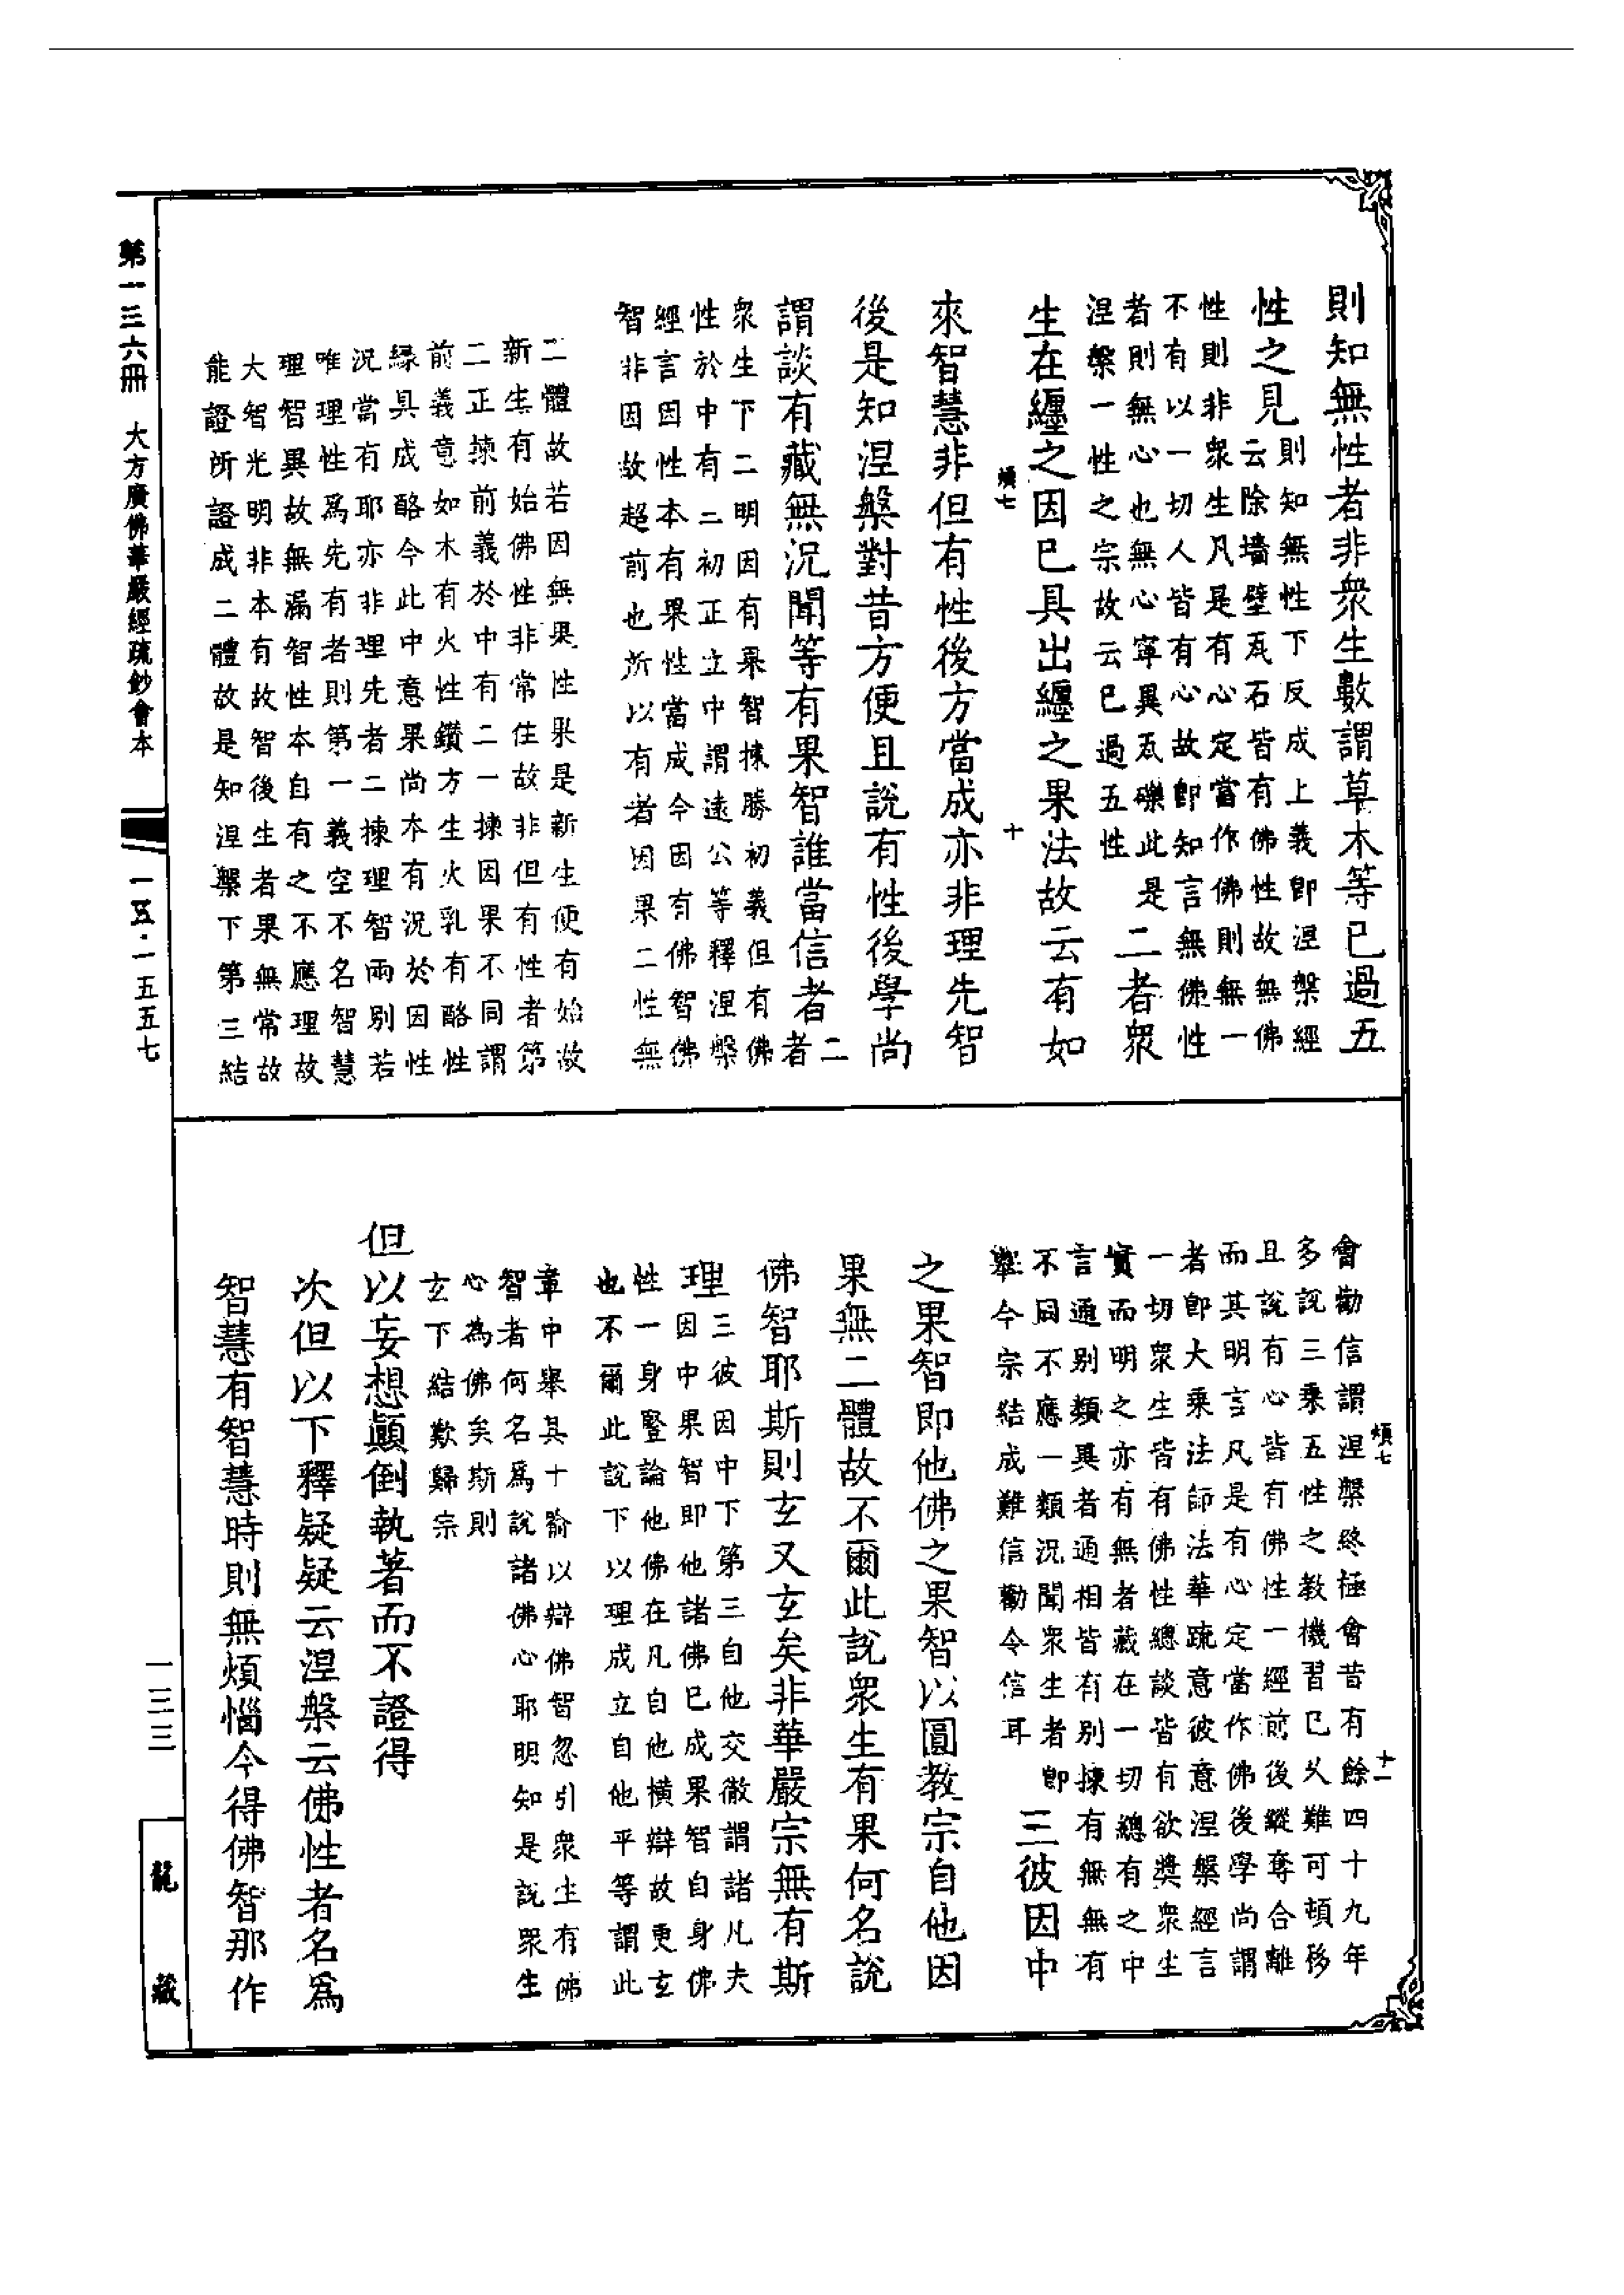 則知無性者非衆生數謂草木等已過五
性之見
則知無性下反成上義即涅槃經
云除墻壁瓦石皆有佛性故無佛
性則非衆生凡是有心定當作佛則無一
不有以一切人皆有心故即知言無佛性
者則無心也無心寧異瓦礫此是
涅槃一性之宗故云已過五性
二者衆
生在纏之因已具出纏之果法故云有如
煩七 十
來智慧非但有性後方當成亦非理先智
後是知涅槃對昔方便且說有性後學尚
謂談有藏無況聞等有果智誰當信者
二
者
衆生下二明因有果智揀勝初義但有佛
性於中有二初正立中謂遠公等釋涅槃
經言因性本有果性當成今因有佛智佛
智非因故超前也所以有者因果二性無
二體故若因無果性果是新生便有始故
新生有始佛性非常住故非但有性者第
二正揀前義於中有二一揀因果不同謂
前義意如木有火性鑽方生火乳有酪性
縁具成酪今此中意果尚本有況於因性
況當有耶亦非理先者二揀理智兩別若
唯理性爲先有者則第一義空不名智慧
理智異故無漏智性本自有之不應理故
大智光明非本有故智後生者果無常故
能證所證成二體故是知涅槃下第三結
煩七 十一
會勸信謂涅槃終極會昔有餘四十九年
多說三乗五性之教機習已久難可頓移
且說有心皆有佛性一經前後縱奪合離
而其明言凡是有心定當作佛後學尚謂
者即大乗法師法華疏意彼意涅槃經言
一切衆生皆有佛性總談皆有欲奬衆生
實而明之亦有無者藏在一切總有之中
言通別類異者通相皆有別揀有無無有
不同不應一類況聞衆生者即
舉今宗結成難信勸令信耳
三彼因中
之果智即他佛之果智以圓教宗自他因
果無二體故不爾此說衆生有果何名說
佛智耶斯則玄又玄矣非華嚴宗無有斯
理
三彼因中下第三自他交徹謂諸凡夫
因中果智即他諸佛已成果智自身佛
性一身豎論他佛在凡自他橫辯故更玄
也不爾此說下以理成立自他平等謂此
章中舉其十喻以辯佛智忽引衆生有佛
智者何名爲說諸佛心耶明知是說衆生
心為佛矣斯則
玄下結歎歸宗
但以妄想顚倒執著而不證得
次但以下釋疑疑云涅槃云佛性者名爲
智慧有智慧時則無煩惱今得佛智那作
第一三六冊 大方廣佛華嚴經疏鈔會本 一五·一五五七
一三三
龍藏